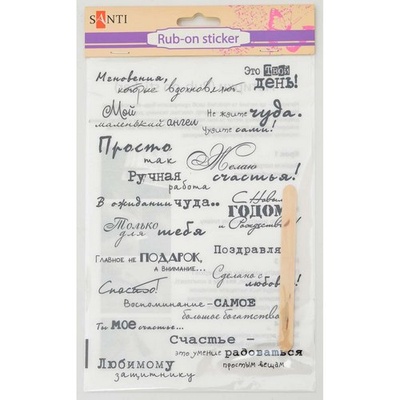 SANTI
Rub-on sticker
Мгновения,
которые вдохновляют
Это Твой
день!
Мой
маленький ангел
Не ждите чуда.
Чудите сами!
Просто
так
Желаю
счастья!
Ручная
работа
В ожидании чуда..
С Новым
ГОДОМ
и Рождеством!
Только
для тебя
Поздравля
Главное не ПОДАРОК,
а внимание...
Сделано с
любовью!
Спасибо!
Воспоминание - САМОЕ
большое богатство
Ты мое счастье...
Счастье -
это умение радоваться
простым вещам
Любимому
защитнику